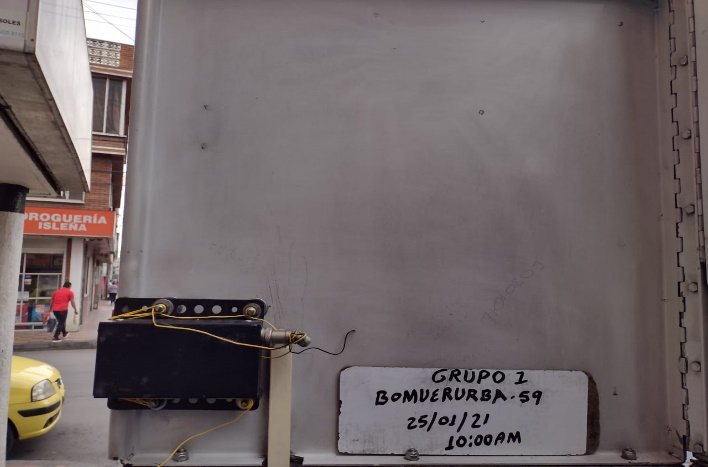 SOLES
DROGUERÍA
ISLEÑA
GRUPO 1
BOMVERURBA-59
25/01/21
10:00AM